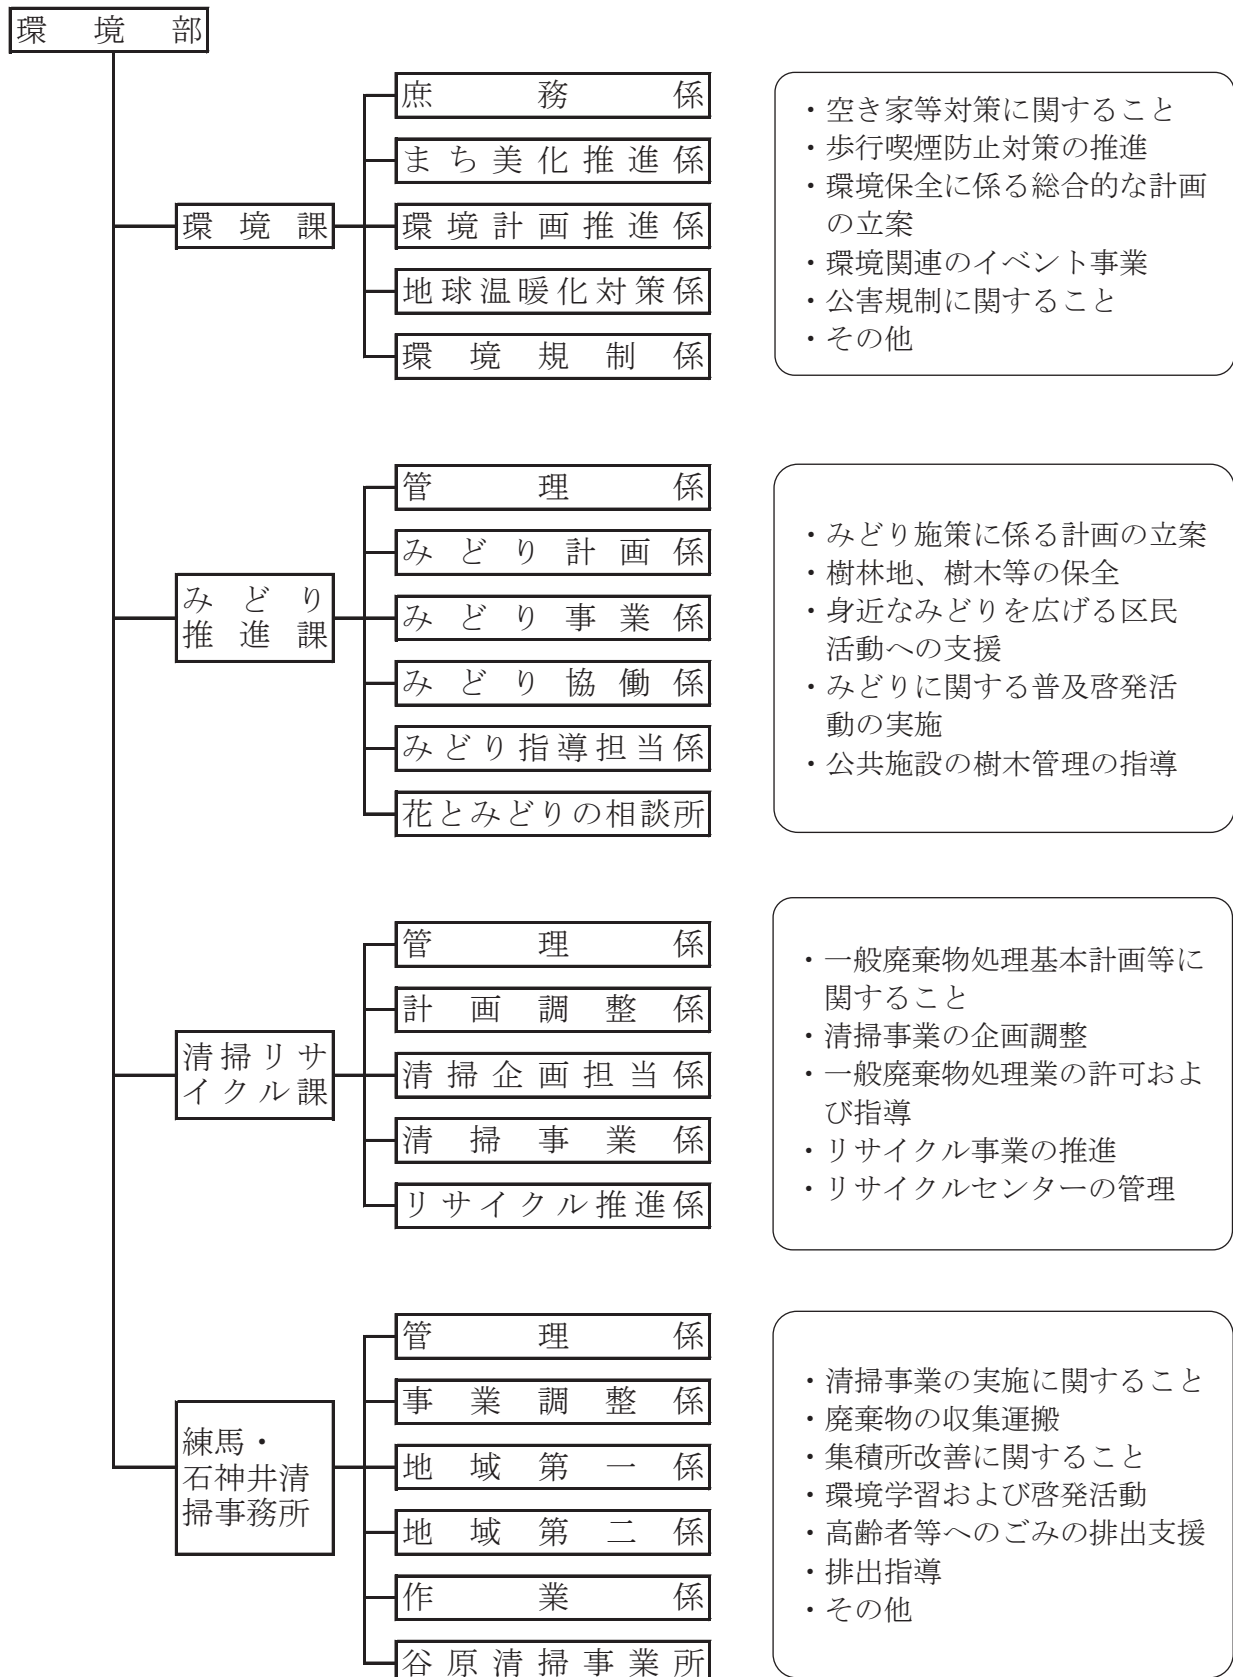 環境部
環境課
庶務係
まち美化推進係
環境計画推進係
地球温暖化対策係
環境規制係
・空き家等対策に関すること
・歩行喫煙防止対策の推進
・環境保全に係る総合的な計画
の立案
・環境関連のイベント事業
・公害規制に関すること
・その他
みどり
推進課
管理係
みどり計画係
みどり事業係
みどり協働係
みどり指導担当係
花とみどりの相談所
・みどり施策に係る計画の立案
・樹林地、樹木等の保全
・身近なみどりを広げる区民
活動への支援
・みどりに関する普及啓発活
動の実施
・公共施設の樹木管理の指導
清掃リサ
イクル課
管理係
計画調整係
清掃企画担当係
清掃事業係
リサイクル推進係
・一般廃棄物処理基本計画等に
関すること
・清掃事業の企画調整
・一般廃棄物処理業の許可およ
び指導
・リサイクル事業の推進
・リサイクルセンターの管理
練馬・
石神井清
掃事務所
管理係
事業調整係
地域第一係
地域第二係
作業係
谷原清掃事業所
・清掃事業の実施に関すること
・廃棄物の収集運搬
・集積所改善に関すること
・環境学習および啓発活動
・高齢者等へのごみの排出支援
・排出指導
・その他